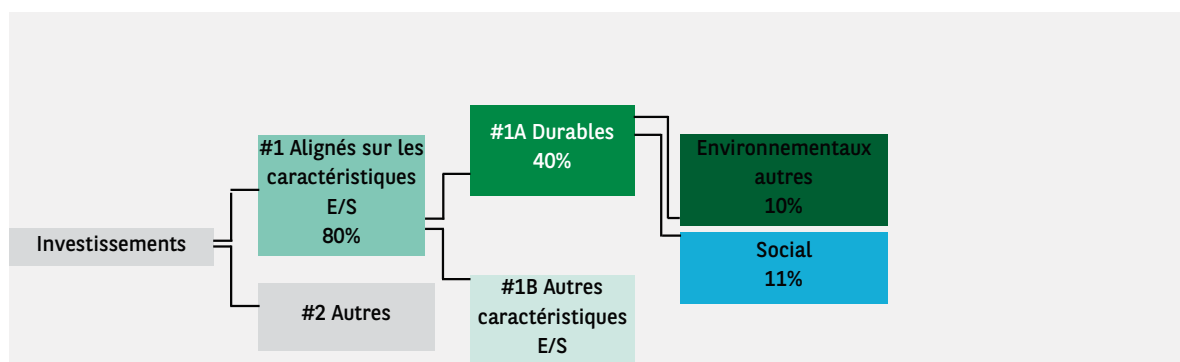 Investissements
#1 Alignés sur les
caractéristiques
E/S
80%
#2 Autres
#1A Durables
40%
#1B Autres
caractéristiques
E/S
Environnementaux
autres
10%
Social
11%